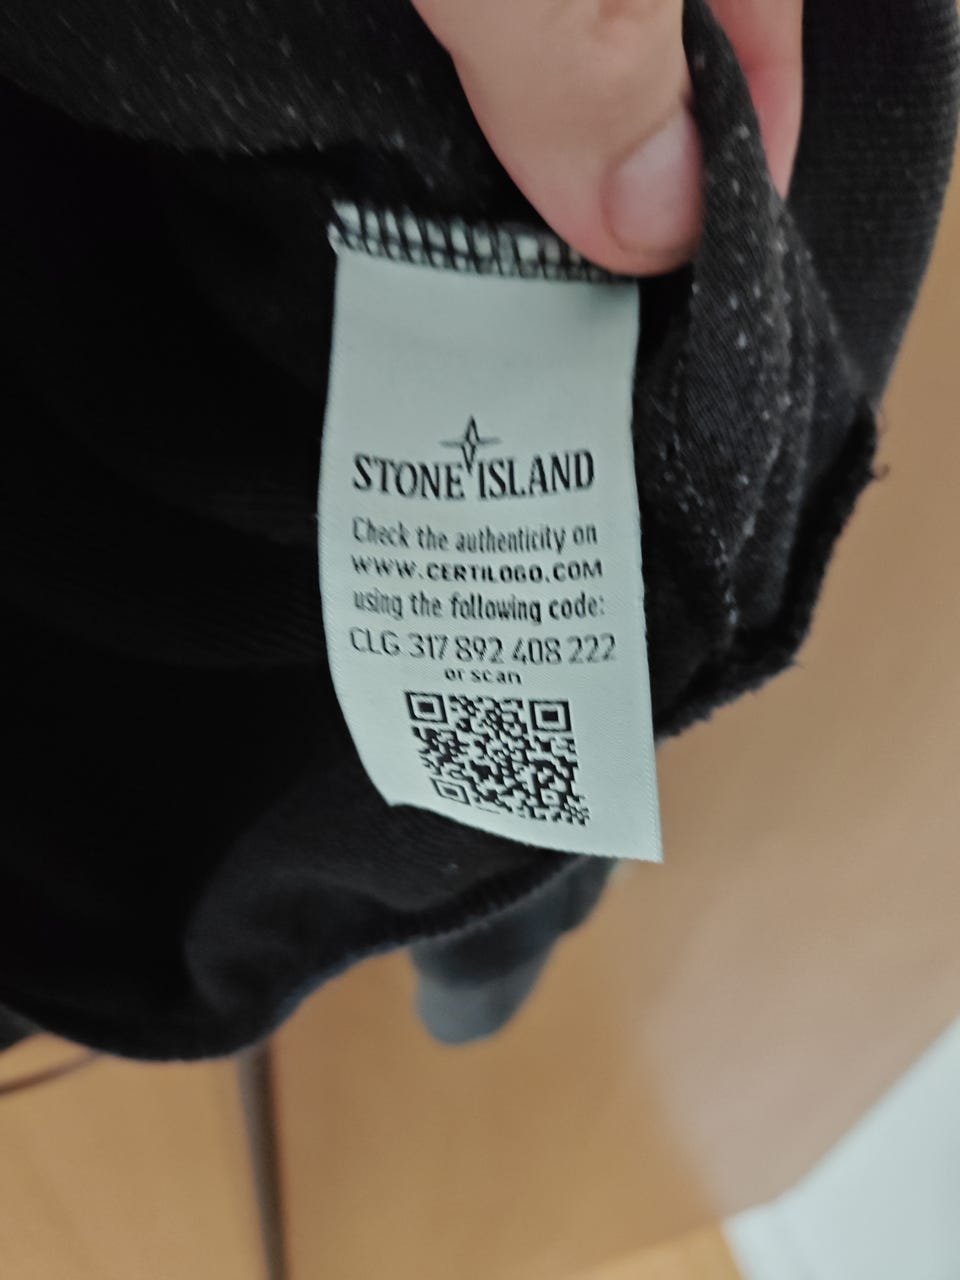 STONE ISLAND
Check the authenticity on
WWW.CERTILOGO.COM
using the following code:
CLG 317 892 408 222
or scan